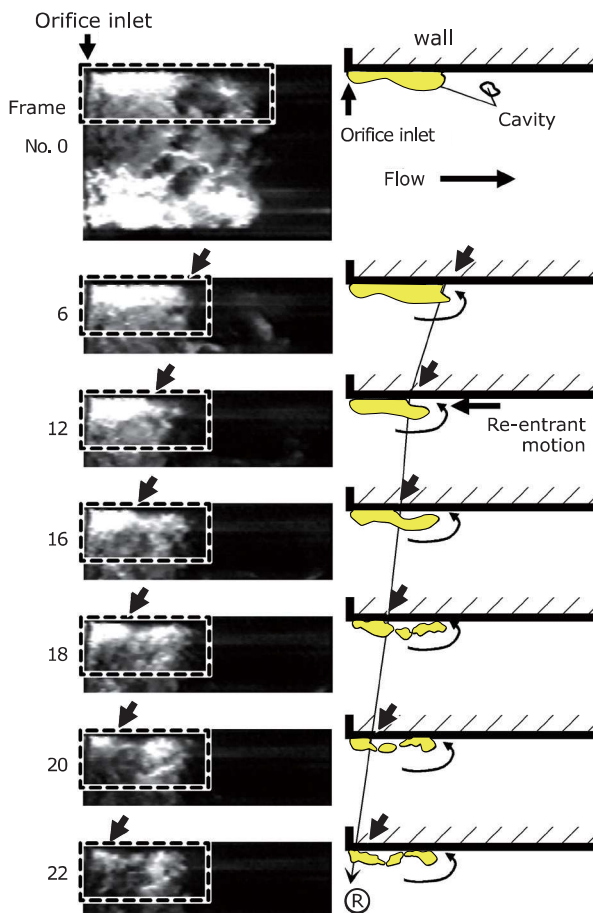 Orifice inlet
wall
Frame
No. 0
Cavity
Orifice inlet
Flow
6
12
Re-entrant
motion
16
18
20
22
R